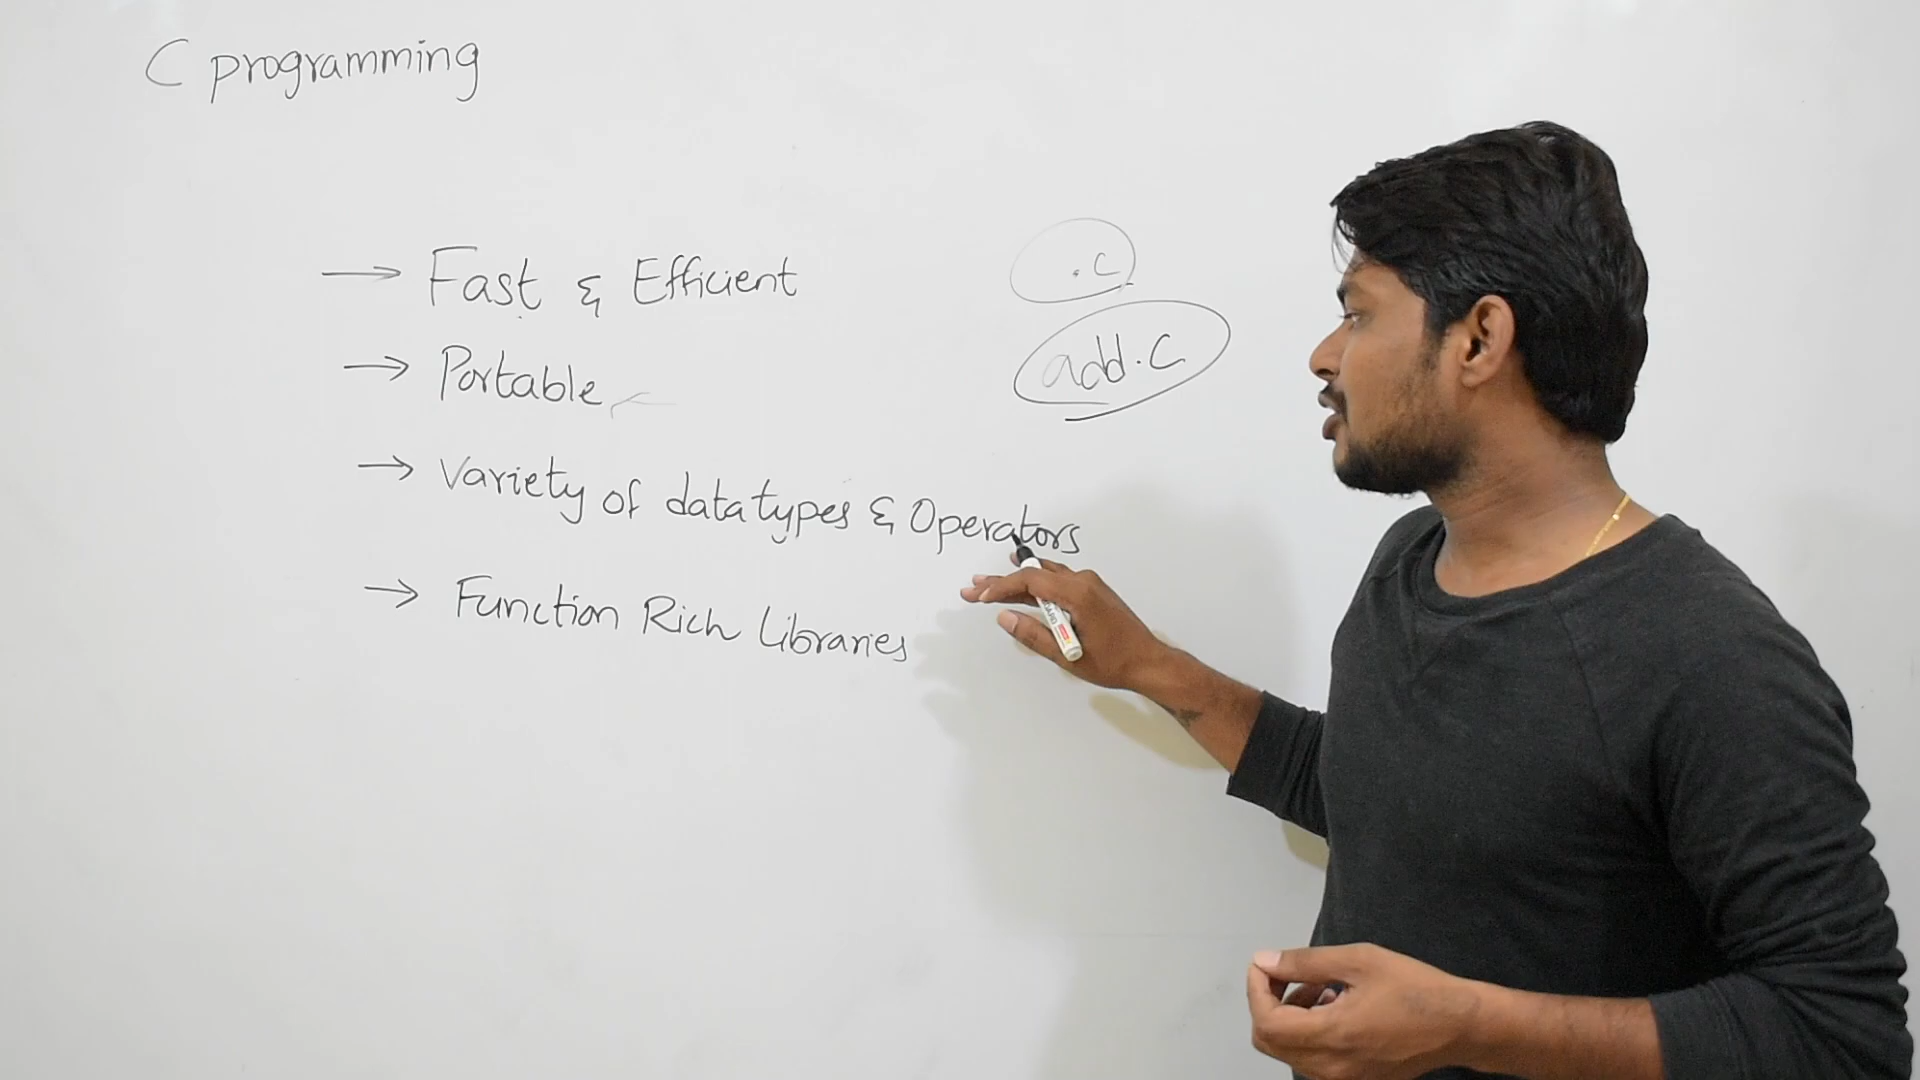 C programming
→ Fast & Efficient
.c
→ Portable
add.c
→ Variety of datatypes & Operators
→ Function Rich Libraries